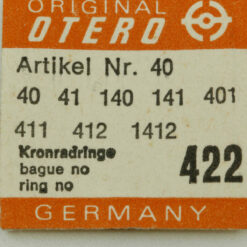 ORIGINAL
OTERO
Artikel Nr. 40
40 41 140 141 401
411 412 1412
Kronradringe
bague no
ring no
422
GERMANY